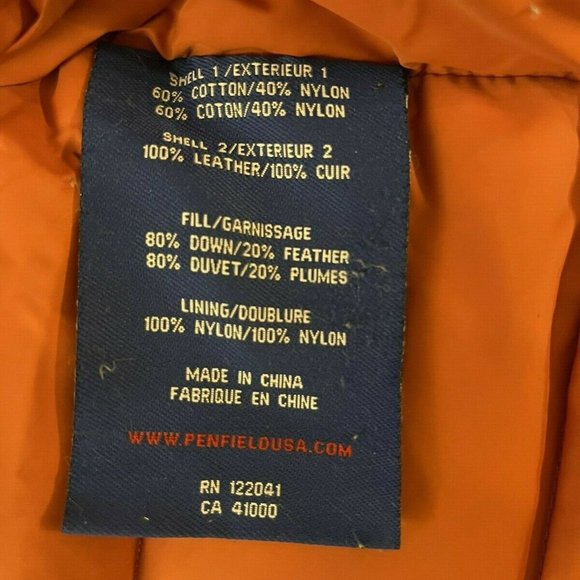 SHELL 1/EXTERIEUR 1
60% COTTON/40% NYLON
60% COTON/40% NYLON
SHELL 2/EXTERIEUR 2
100% LEATHER/100% CUIR
FILL/GARNISSAGE
80% DOWN/20% FEATHER
80% DUVET/20% PLUMES
LINING/DOUBLURE
100% NYLON/100% NYLON
MADE IN CHINA
FABRIQUE EN CHINE
WWW.PENFIELDUSA.COM
RN 122041
CA 41000